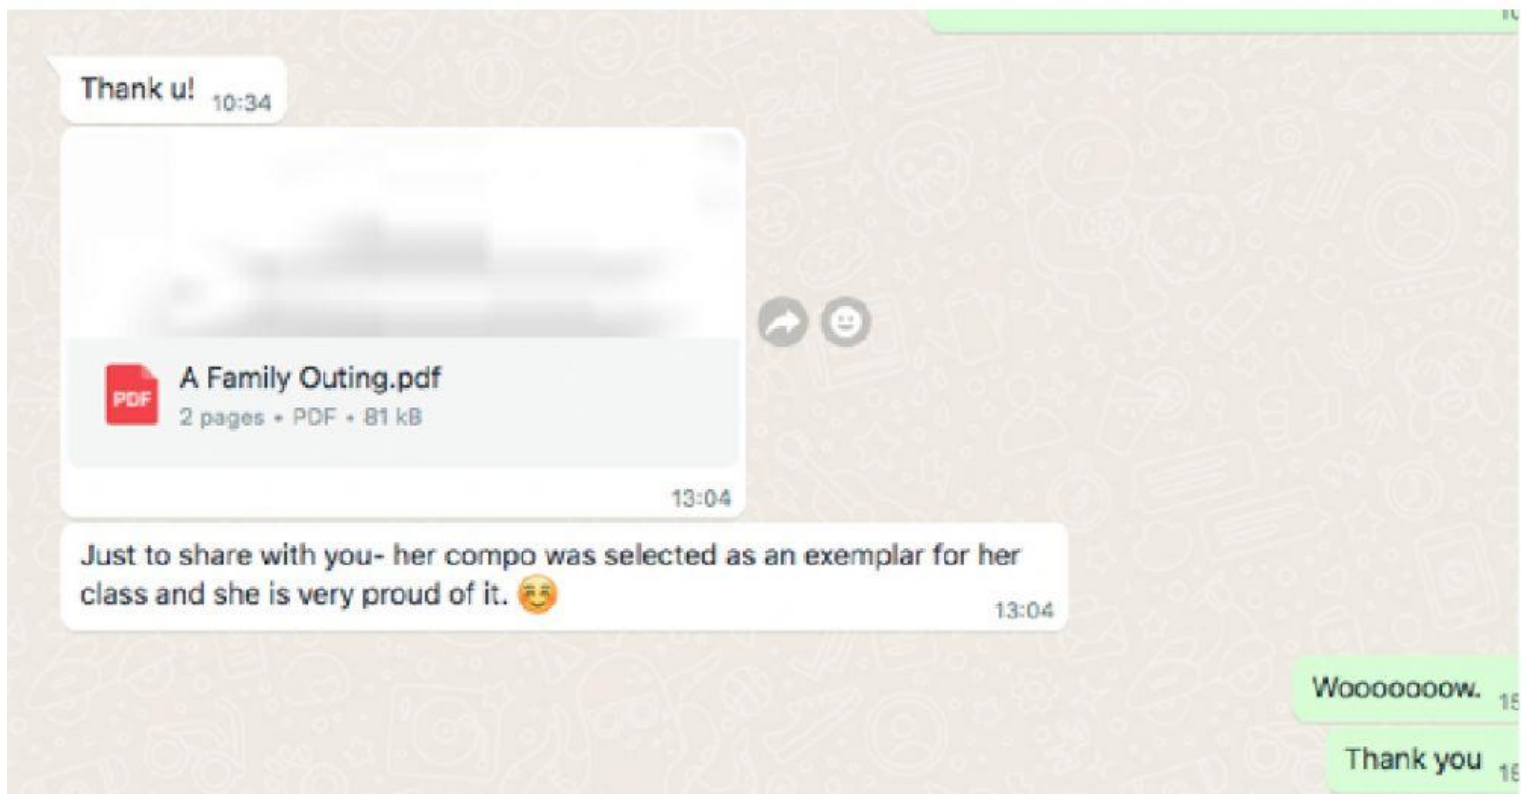 Thank u! 10:34
PDF
A Family Outing.pdf
2 pages • PDF • 81 kB
13:04
Just to share with you- her compo was selected as an exemplar for her
class and she is very proud of it. 😊
13:04
Wooooooow.
Thank you